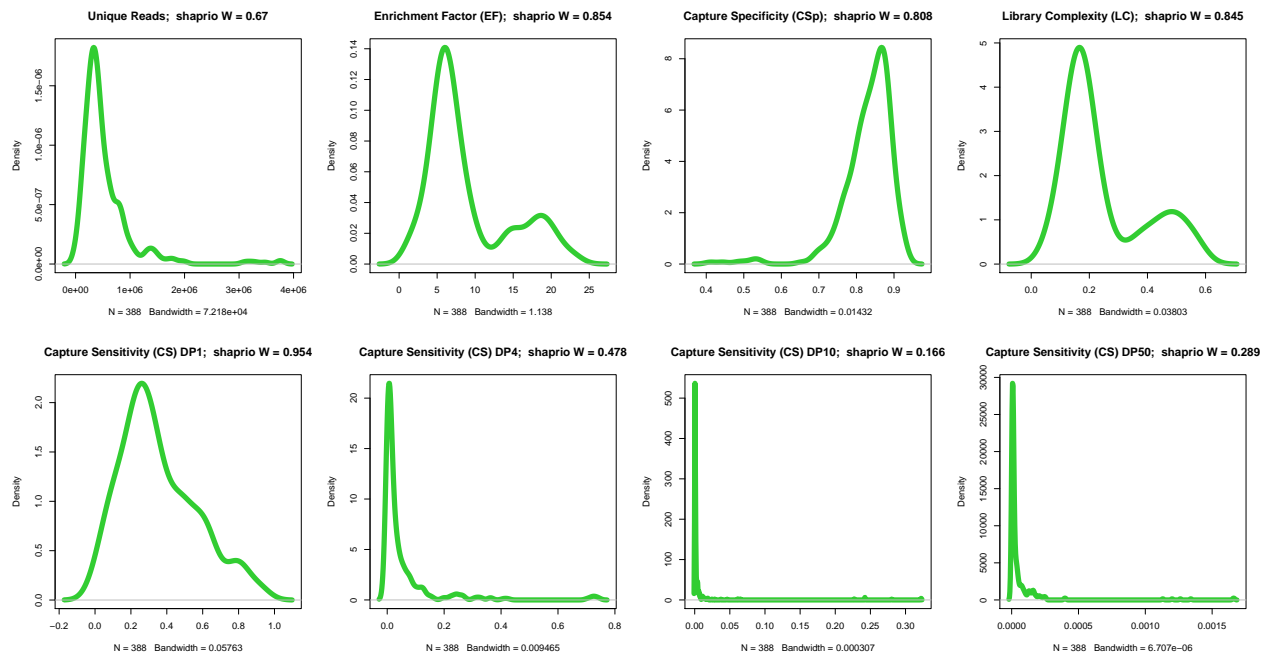 Unique Reads;  shaprio W = 0.67
Density
0.0e+00 5.0e−07 1.0e−06 1.5e−06
0e+00 1e+06 2e+06 3e+06 4e+06
N = 388   Bandwidth = 7.218e+04
Enrichment Factor (EF);  shaprio W = 0.854
Density
0.00 0.02 0.04 0.06 0.08 0.10 0.12 0.14
0 5 10 15 20 25
N = 388   Bandwidth = 1.138
Capture Specificity (CSp);  shaprio W = 0.808
Density
0 2 4 6 8
0.4 0.5 0.6 0.7 0.8 0.9
N = 388   Bandwidth = 0.01432
Library Complexity (LC);  shaprio W = 0.845
Density
0 1 2 3 4 5
0.0 0.2 0.4 0.6
N = 388   Bandwidth = 0.03803
Capture Sensitivity (CS) DP1;  shaprio W = 0.954
Density
0.0 0.5 1.0 1.5 2.0
−0.2 0.0 0.2 0.4 0.6 0.8 1.0
N = 388   Bandwidth = 0.05763
Capture Sensitivity (CS) DP4;  shaprio W = 0.478
Density
0 5 10 15 20
0.0 0.2 0.4 0.6 0.8
N = 388   Bandwidth = 0.009465
Capture Sensitivity (CS) DP10;  shaprio W = 0.166
Density
0 100 200 300 400 500
0.00 0.05 0.10 0.15 0.20 0.25 0.30
N = 388   Bandwidth = 0.000307
Capture Sensitivity (CS) DP50;  shaprio W = 0.289
Density
0 5000 10000 15000 20000 25000 30000
0.0000 0.0005 0.0010 0.0015
N = 388   Bandwidth = 6.707e−06